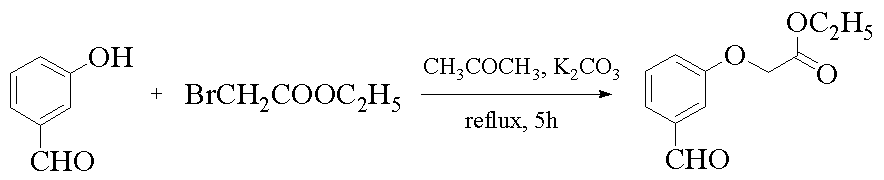 OH
CHO
+
BrCH₂COOC₂H₅
CH₃COCH₃, K₂CO₃
reflux, 5h
OC₂H₅
O
O
CHO